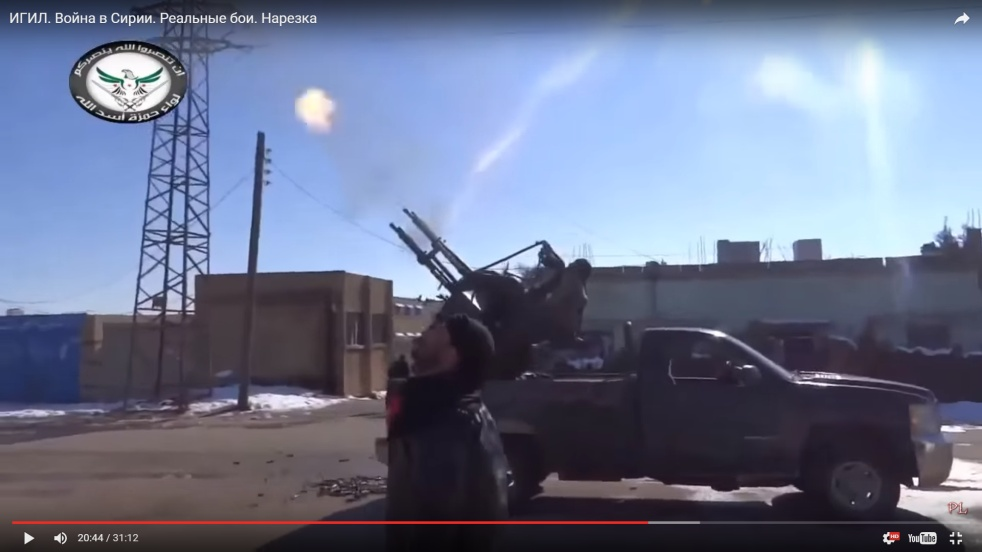 ИГИЛ. Война в Сирии. Реальные бои. Нарезка
ان تنصروا الله ينصركم
لواء حمزة اسد الله
PL
20:44 / 31:12
HD
YouTube